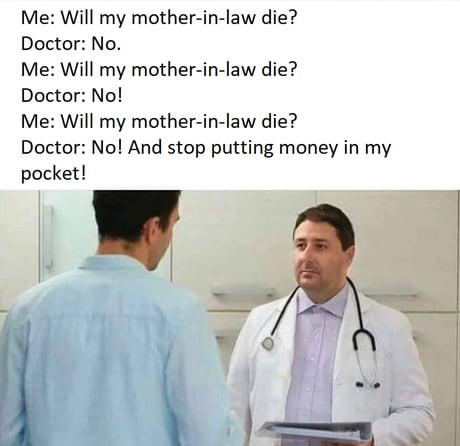 Me: Will my mother-in-law die?
Doctor: No.
Me: Will my mother-in-law die?
Doctor: No!
Me: Will my mother-in-law die?
Doctor: No! And stop putting money in my
pocket!